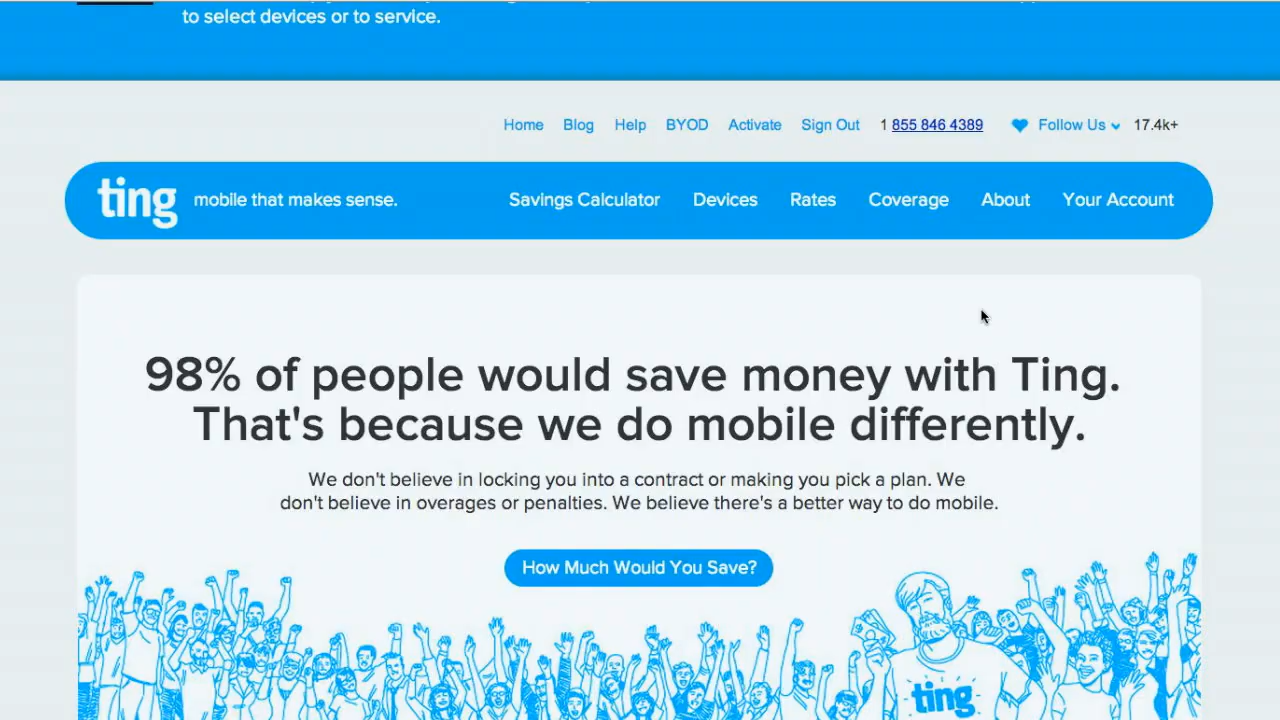 to select devices or to service.
Home Blog Help BYOD Activate Sign Out 1 855 846 4389 Follow Us 17.4k+
ting mobile that makes sense. Savings Calculator Devices Rates Coverage About Your Account
98% of people would save money with Ting.
That's because we do mobile differently.
We don't believe in locking you into a contract or making you pick a plan. We
don't believe in overages or penalties. We believe there's a better way to do mobile.
How Much Would You Save?
ting